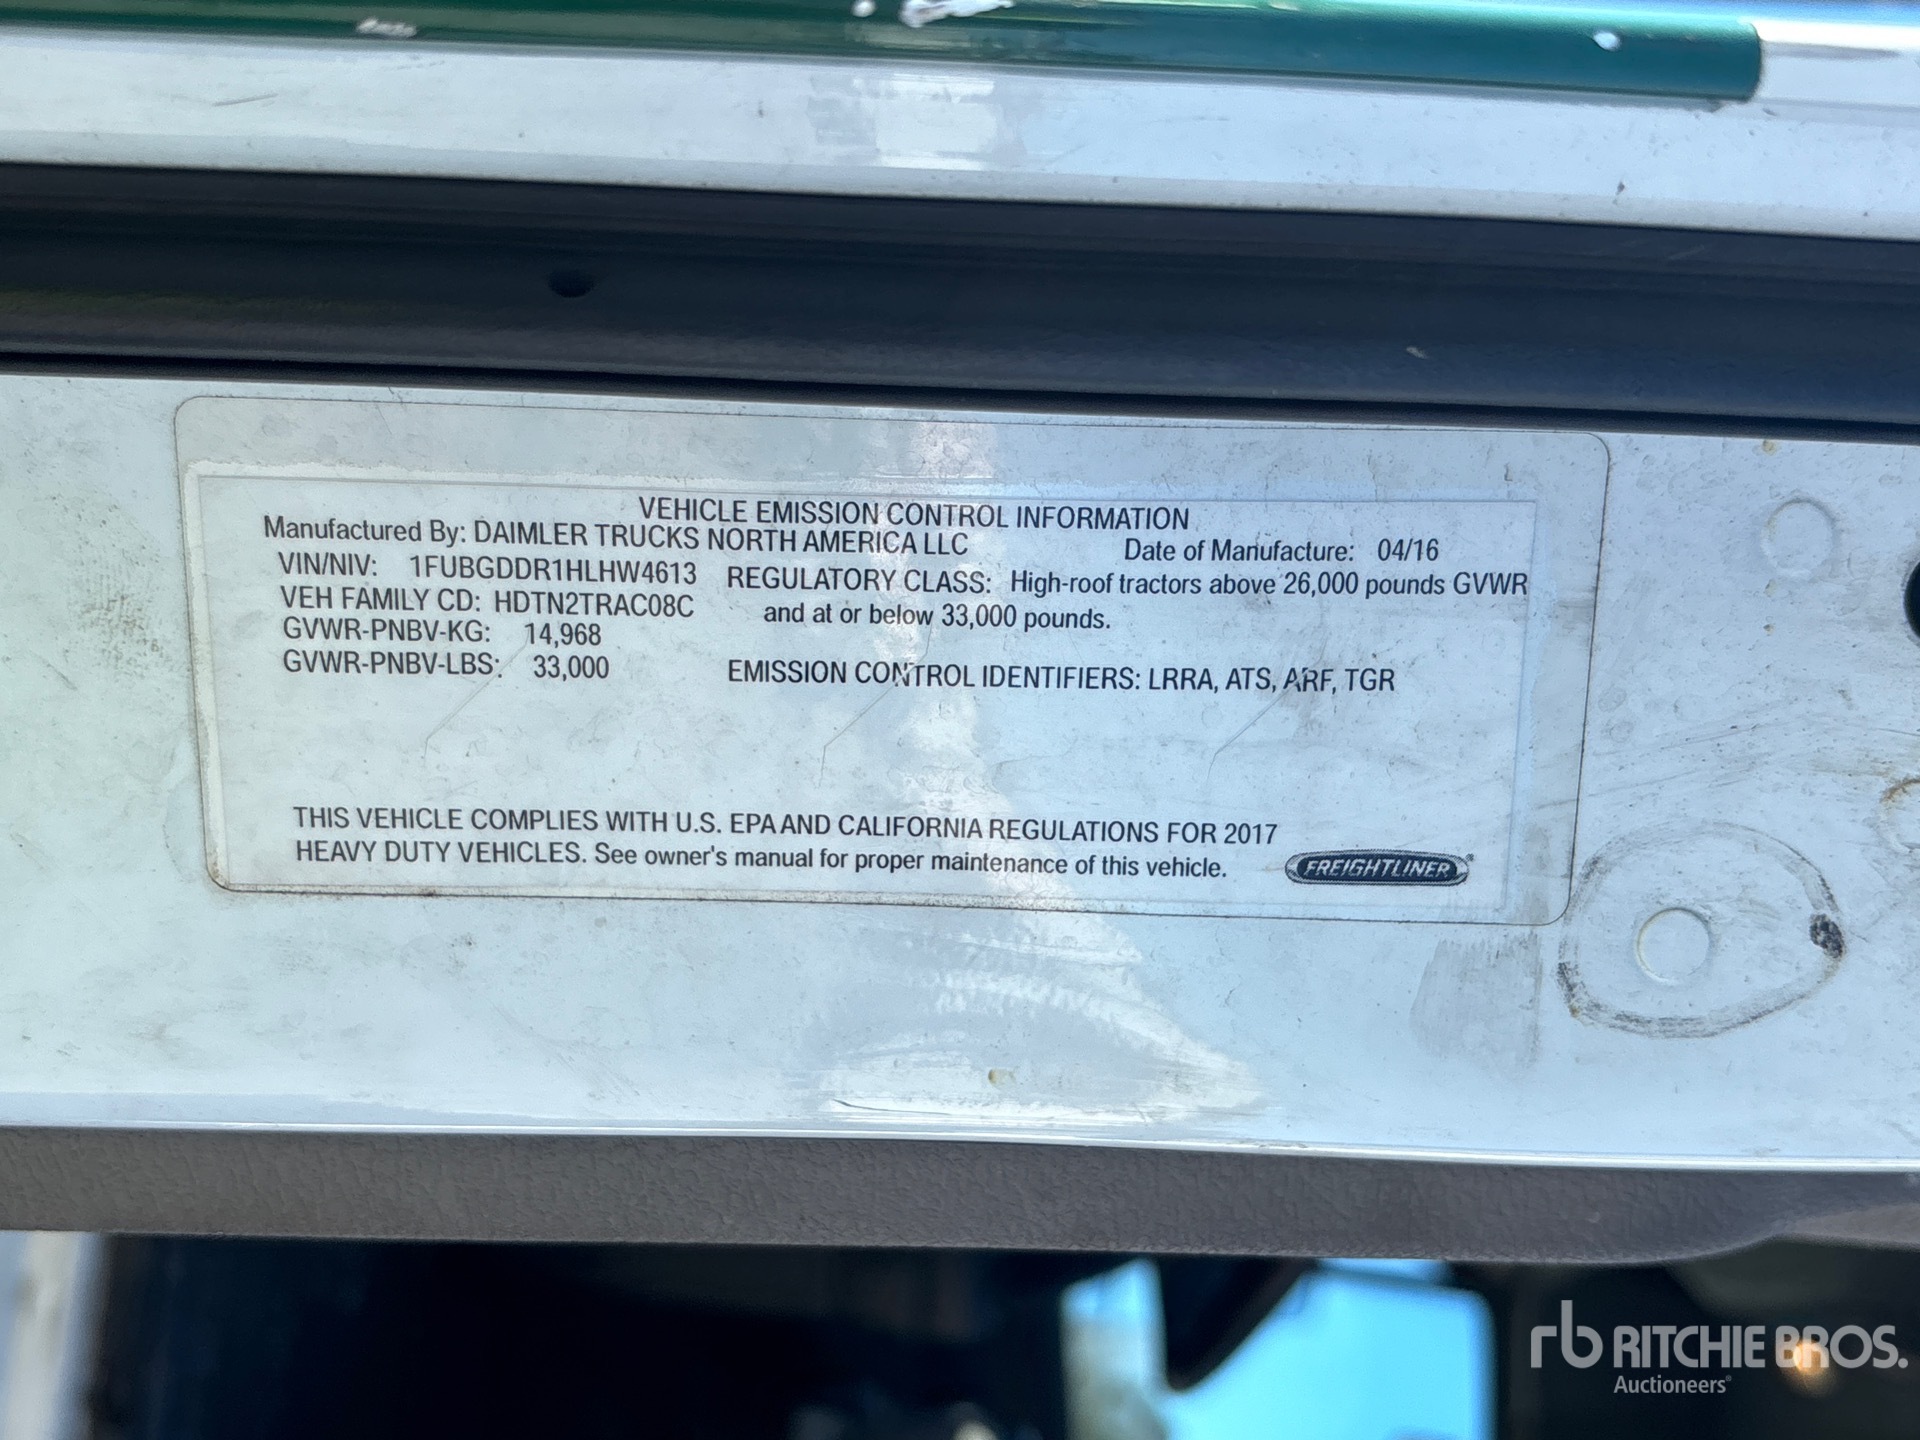 VEHICLE EMISSION CONTROL INFORMATION
Manufactured By: DAIMLER TRUCKS NORTH AMERICA LLC Date of Manufacture: 04/16
VIN/NIV: 1FUBGDDR1HLHW4613 REGULATORY CLASS: High-roof tractors above 26,000 pounds GVWR
VEH FAMILY CD: HDTN2TRAC08C and at or below 33,000 pounds.
GVWR-PNBV-KG: 14,968
GVWR-PNBV-LBS: 33,000 EMISSION CONTROL IDENTIFIERS: LRRA, ATS, ARF, TGR
THIS VEHICLE COMPLIES WITH U.S. EPA AND CALIFORNIA REGULATIONS FOR 2017
HEAVY DUTY VEHICLES. See owner's manual for proper maintenance of this vehicle.
FREIGHTLINER®
rb RITCHIE BROS.
Auctioneers®